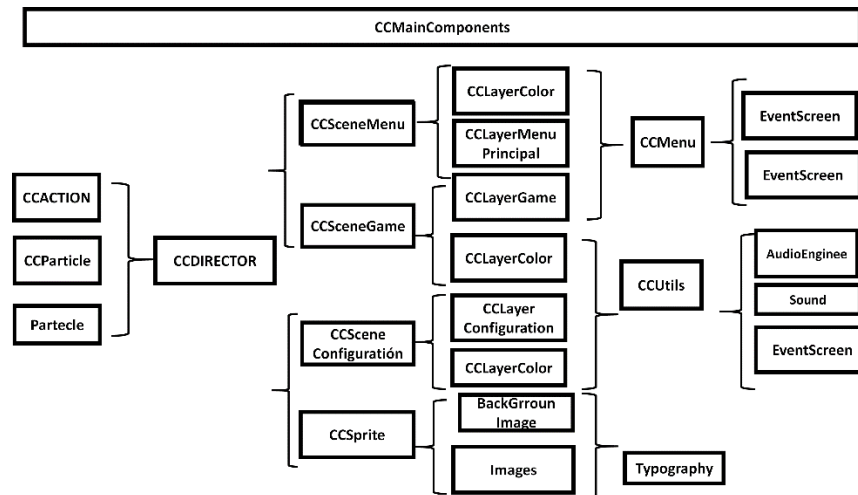 CCMainComponents
CCACTION
CCParticle
Partecle
CCDIRECTOR
CCSceneMenu
CCSceneGame
CCScene
Configuratión
CCSprite
CCLayerColor
CCLayerMenu
Principal
CCLayerGame
CCLayerColor
CCLayer
Configuration
CCLayerColor
BackGrroun
Image
Images
CCMenu
CCUtils
Typography
EventScreen
EventScreen
AudioEnginee
Sound
EventScreen